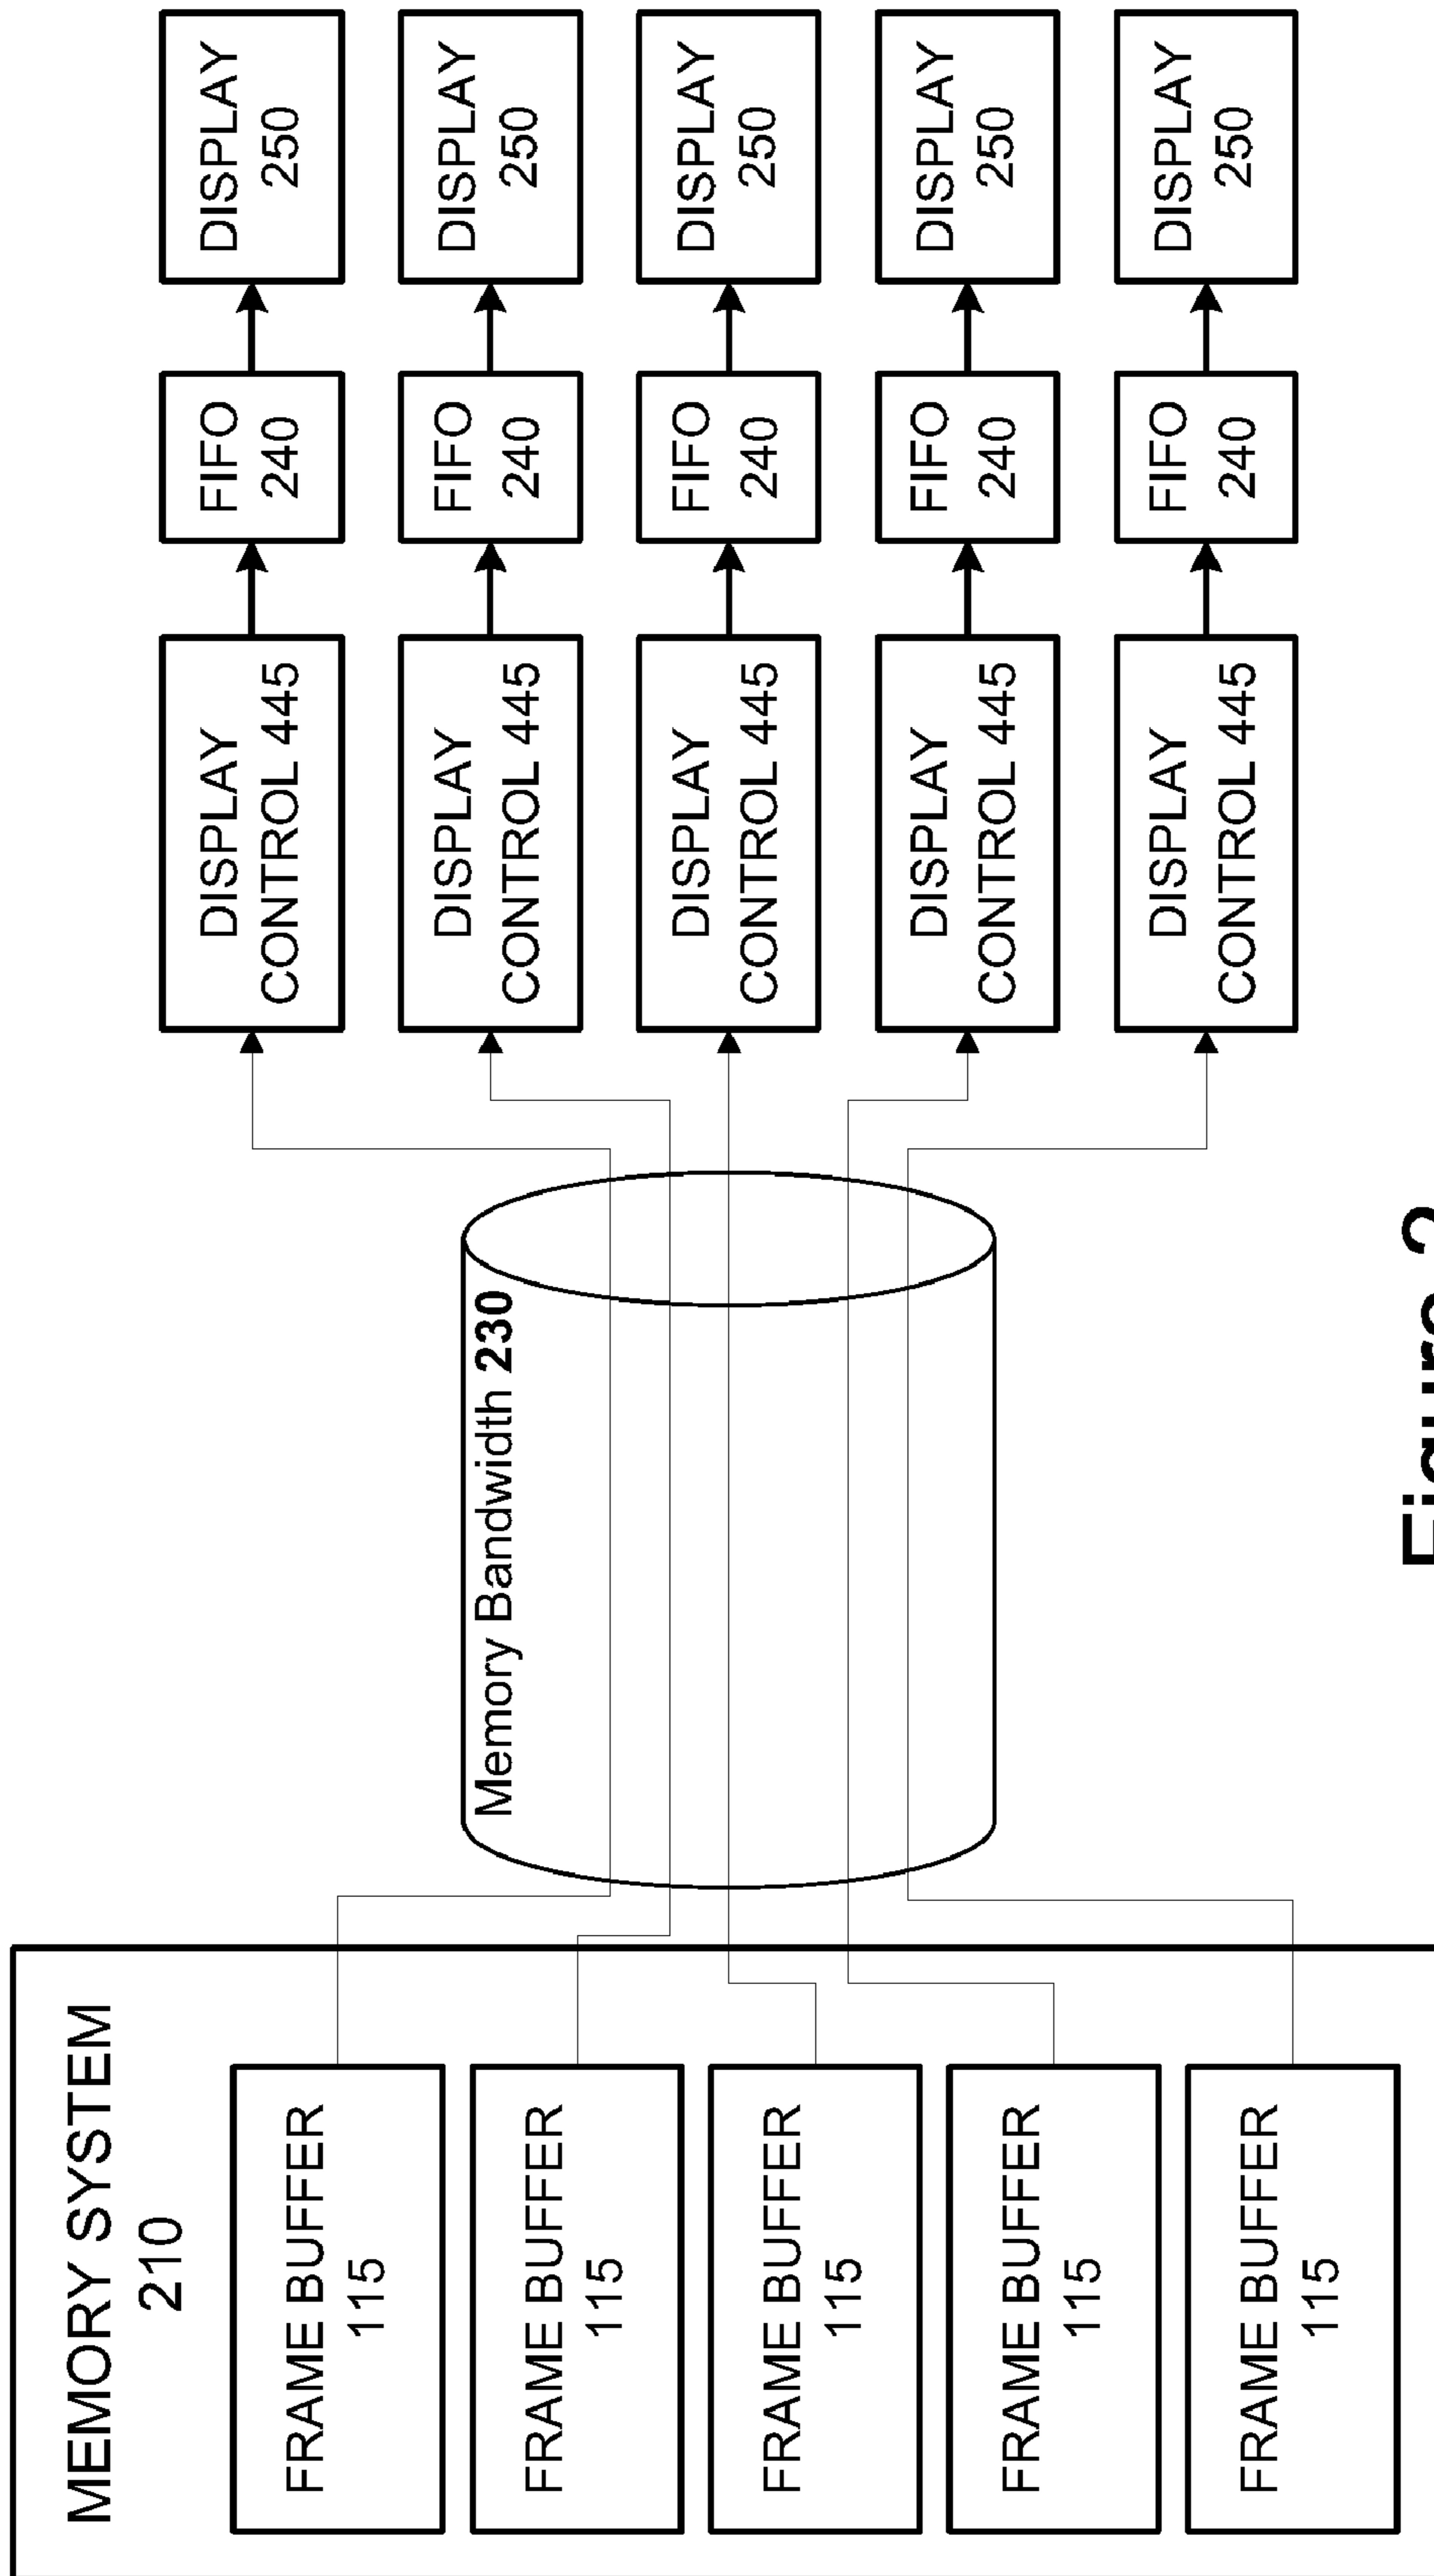 MEMORY SYSTEM
210
FRAME BUFFER
115
FRAME BUFFER
115
FRAME BUFFER
115
FRAME BUFFER
115
FRAME BUFFER
115
Memory Bandwidth 230
DISPLAY
CONTROL 445
FIFO
240
DISPLAY
250
DISPLAY
CONTROL 445
FIFO
240
DISPLAY
250
DISPLAY
CONTROL 445
FIFO
240
DISPLAY
250
DISPLAY
CONTROL 445
FIFO
240
DISPLAY
250
DISPLAY
CONTROL 445
FIFO
240
DISPLAY
250
Figure